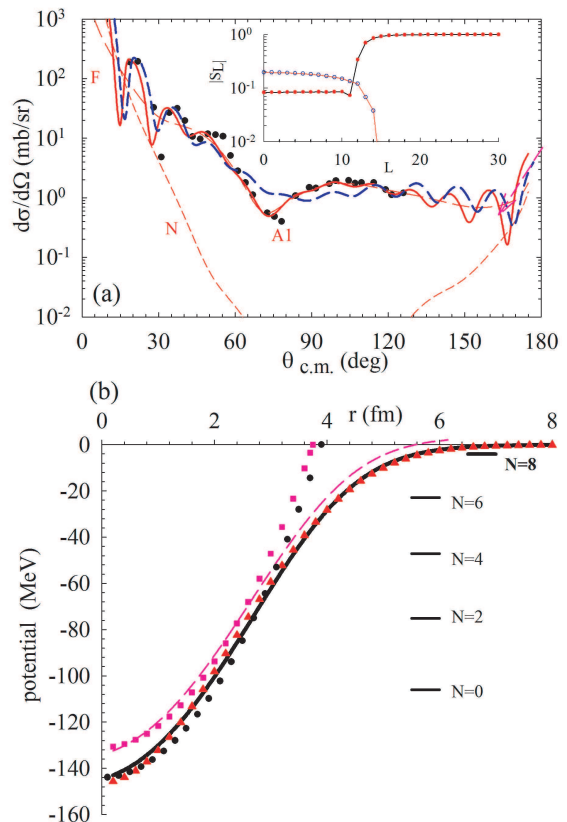 10³
10²
10¹
10⁰
10⁻¹
10⁻²
dσ/dΩ (mb/sr)
F
N
A1
(a)
|S_L|
10⁰
10⁻¹
10⁻²
0 10 20 30
L
0 30 60 90 120 150 180
θ c.m. (deg)
(b)
r (fm)
0 2 4 6 8
0
-20
-40
-60
-80
-100
-120
-140
-160
potential (MeV)
N=8
N=6
N=4
N=2
N=0